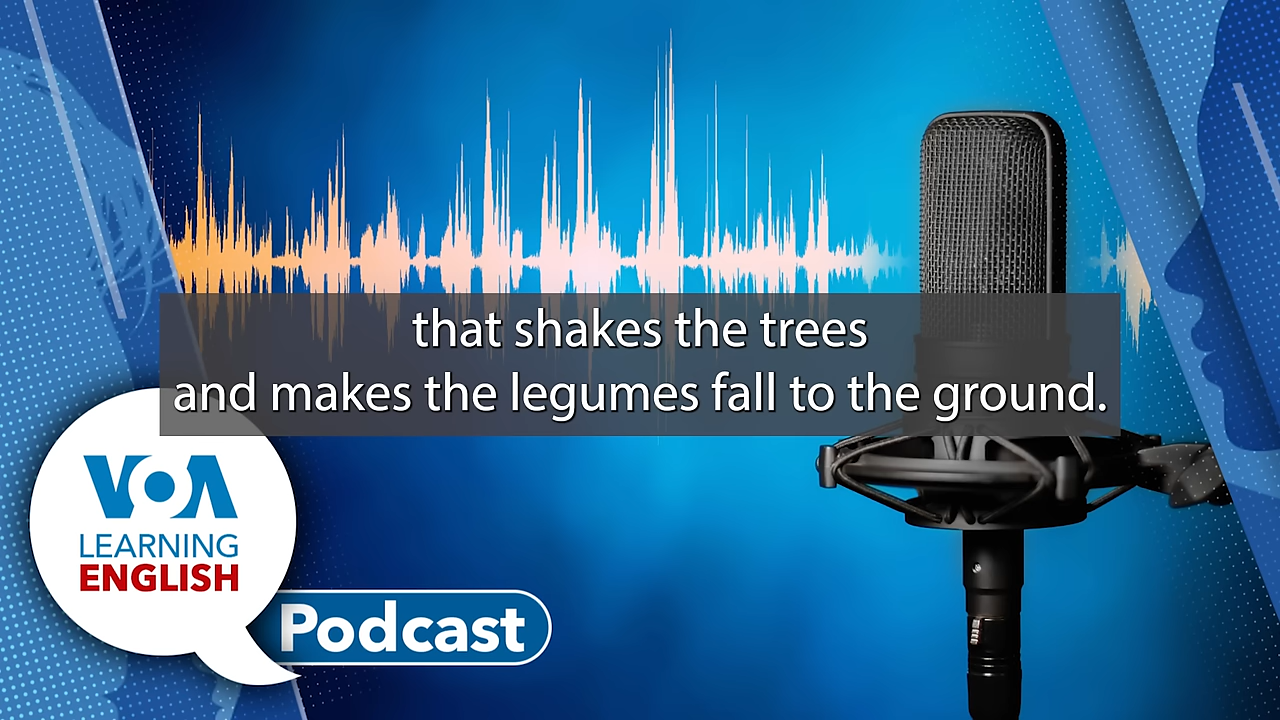 that shakes the trees
and makes the legumes fall to the ground.
VOA
LEARNING
ENGLISH
Podcast